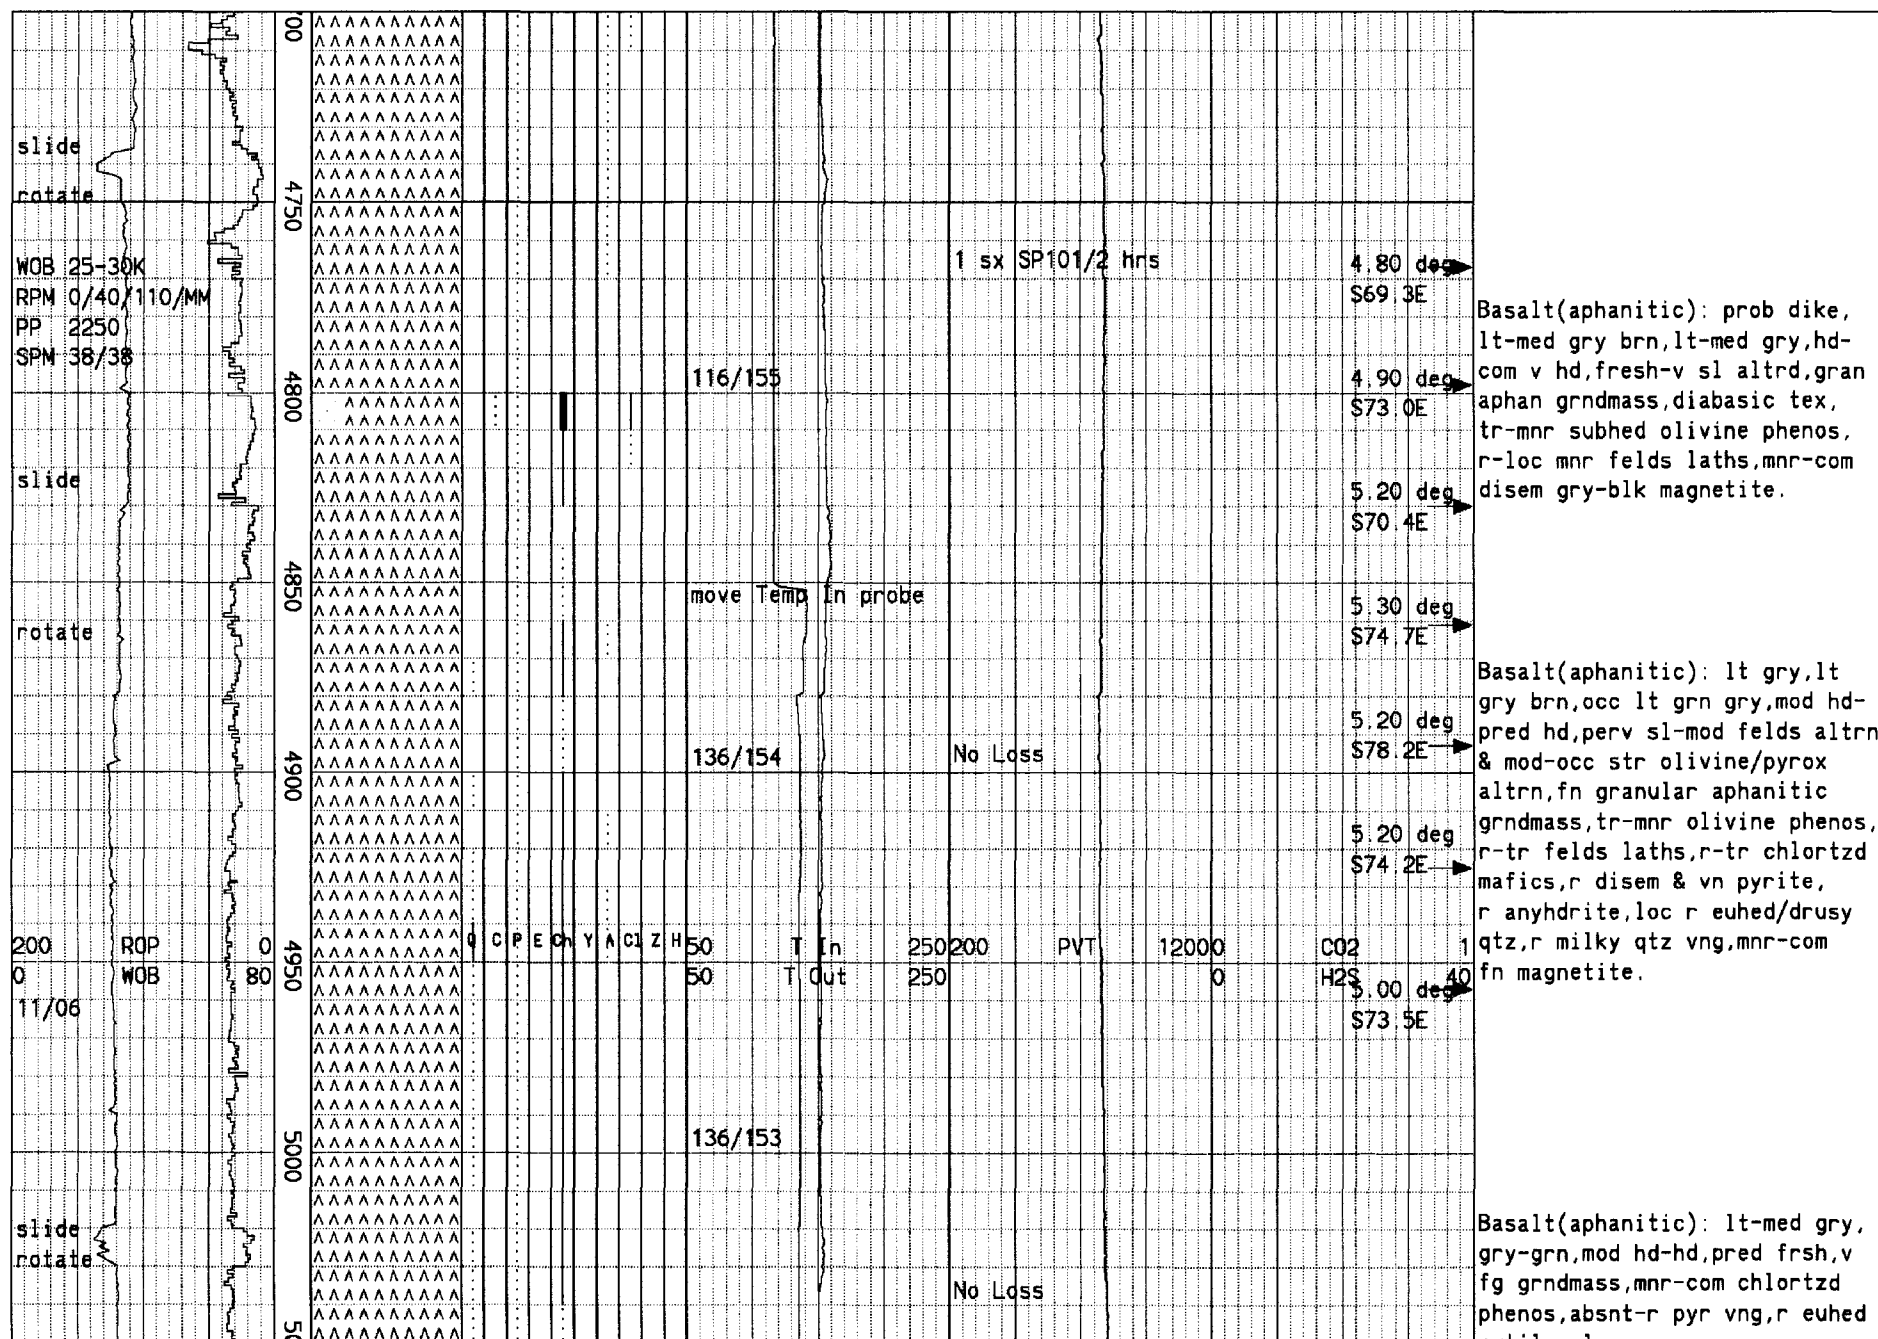 00
slide
rotate
4750
WOB 25-30K
RPM 0/40/110/MM
PP 2250
SPM 38/38
1 sx SP101/2 hrs
4.80 deg
S69.3E
Basalt(aphanitic): prob dike,
lt-med gry brn,lt-med gry,hd-
com v hd,fresh-v sl altrd,gran
aphan grndmass,diabasic tex,
tr-mnr subhed olivine phenos,
r-loc mnr felds laths,mnr-com
disem gry-blk magnetite.
116/155
4.90 deg
S73.0E
4800
slide
5.20 deg
S70.4E
4850
move Temp In probe
5.30 deg
S74.7E
rotate
Basalt(aphanitic): lt gry,lt
gry brn,occ lt grn gry,mod hd-
pred hd,perv sl-mod felds altrn
& mod-occ str olivine/pyrox
altrn,fn granular aphanitic
grndmass,tr-mnr olivine phenos,
r-tr felds laths,r-tr chlortzd
mafics,r disem & vn pyrite,
r anyhdrite,loc r euhed/drusy
qtz,r milky qtz vng,mnr-com
fn magnetite.
5.20 deg
S78.2E
136/154
No Loss
4900
5.20 deg
S74.2E
200 ROP 0
Q C P E Ch Y A Cl Z H 50 T In 250 200 PVT 1200 0 CO2 1
4950
0 WOB 80
50 T Out 250 0 H2S 40
5.00 deg
S73.5E
11/06
136/153
5000
slide
rotate
No Loss
Basalt(aphanitic): lt-med gry,
gry-grn,mod hd-hd,pred frsh,v
fg grndmass,mnr-com chlortzd
phenos,absnt-r pyr vng,r euhed